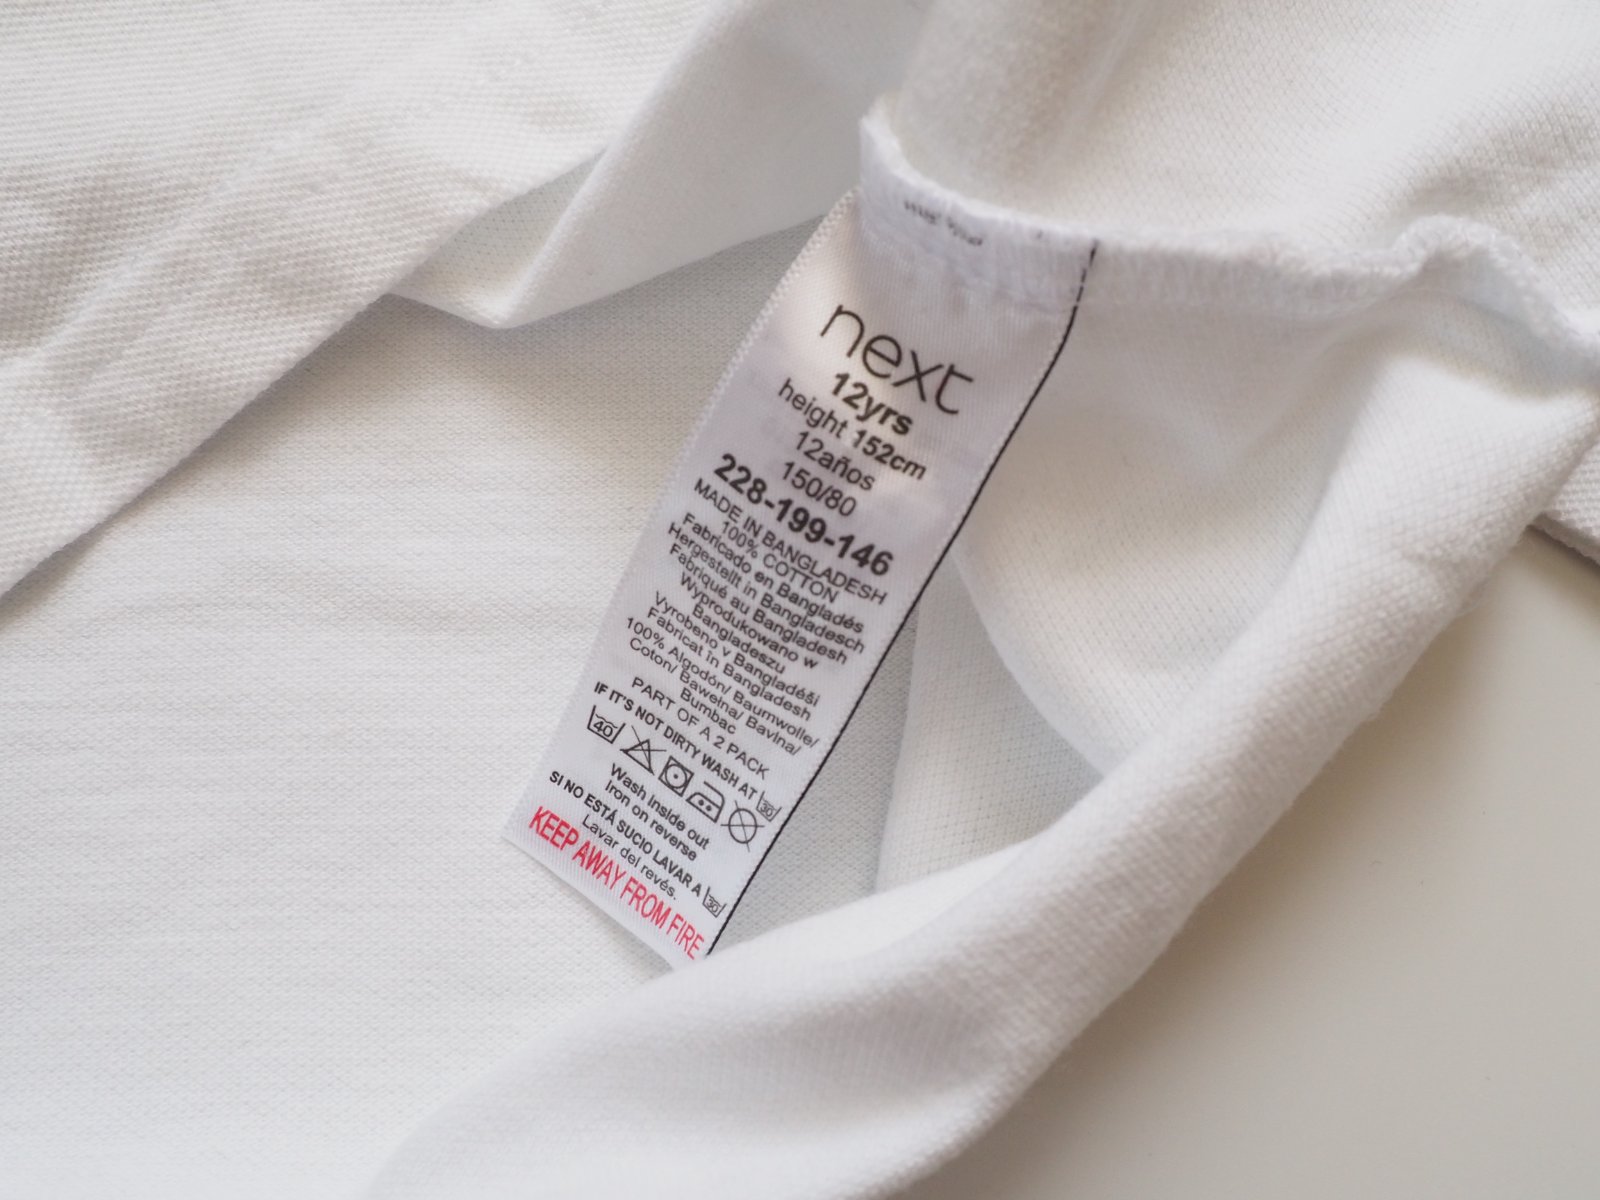 next
12yrs
height 152cm
12años
150/80
228-199-146
MADE IN BANGLADESH
100% COTTON
Fabricado en Bangladés
Hergestellt in Bangladesch
Fabriqué au Bangladesh
Wyprodukowano w
Bangladeszu
Vyrobeno v Bangladéši
Fabricat în Bangladesh
100% Algodón/ Baumwolle/
Coton/ Bawełna/ Bavlna/
Bumbac
PART OF A 2 PACK
IF IT'S NOT DIRTY WASH AT 30
40
Wash inside out
Iron on reverse
SI NO ESTÁ SUCIO LAVAR A 30
Lavar del revés.
KEEP AWAY FROM FIRE